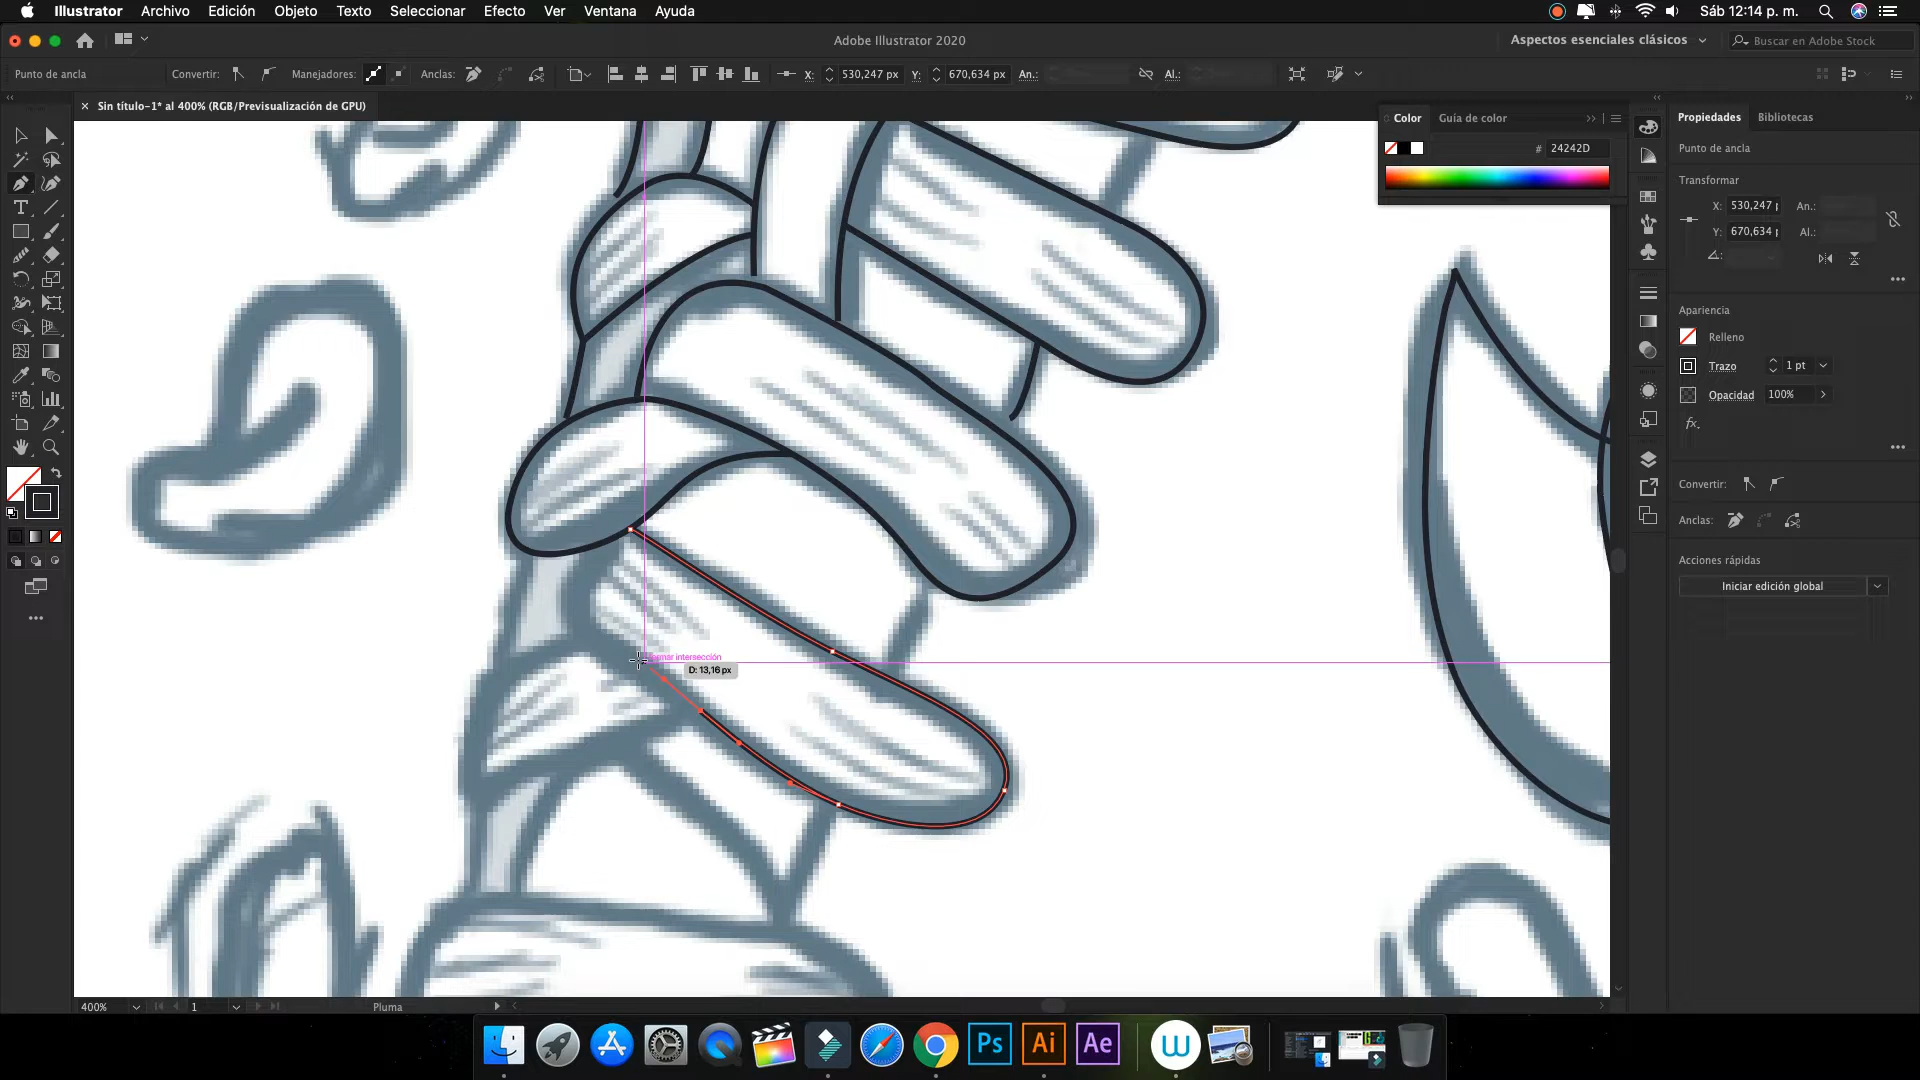 Illustrator Archivo Edición Objeto Texto Seleccionar Efecto Ver Ventana Ayuda Sáb 12:14 p. m.
Adobe Illustrator 2020 Aspectos esenciales clásicos Buscar en Adobe Stock
Punto de ancla Convertir: Manejadores: Anclas: X: 530,247 px Y: 670,634 px An.: Al.:
Sin título-1* al 400% (RGB/Previsualización de GPU)
Color Guía de color
# 24242D
Propiedades Bibliotecas
Punto de ancla
Transformar
X: 530,247 An.:
Y: 670,634 Al.:
Apariencia
Relleno
Trazo 1 pt
Opacidad 100%
fx.
Convertir:
Anclas:
Acciones rápidas
Iniciar edición global
intersección
D: 13,16 px
400% 1 Pluma
Ps Ai Ae